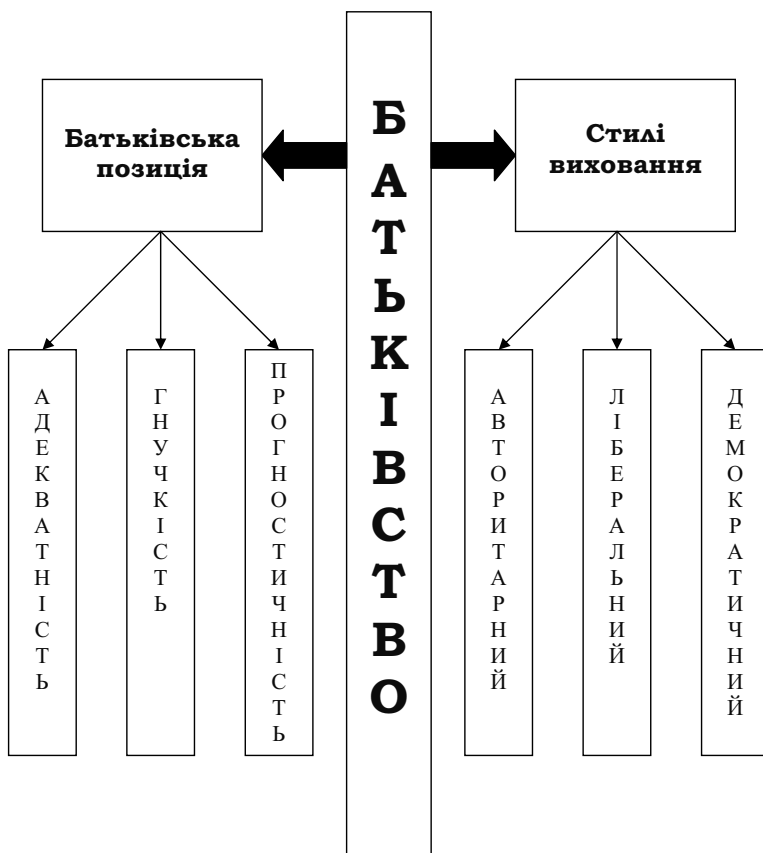 Батьківська
позиція
БАТЬКІВСТВО
Стилі
виховання
АДЕКВАТНІСТЬ
ГНУЧКІСТЬ
ПРОГНОСТИЧНІСТЬ
АВТОРИТАРНИЙ
ЛІБЕРАЛЬНИЙ
ДЕМОКРАТИЧНИЙ